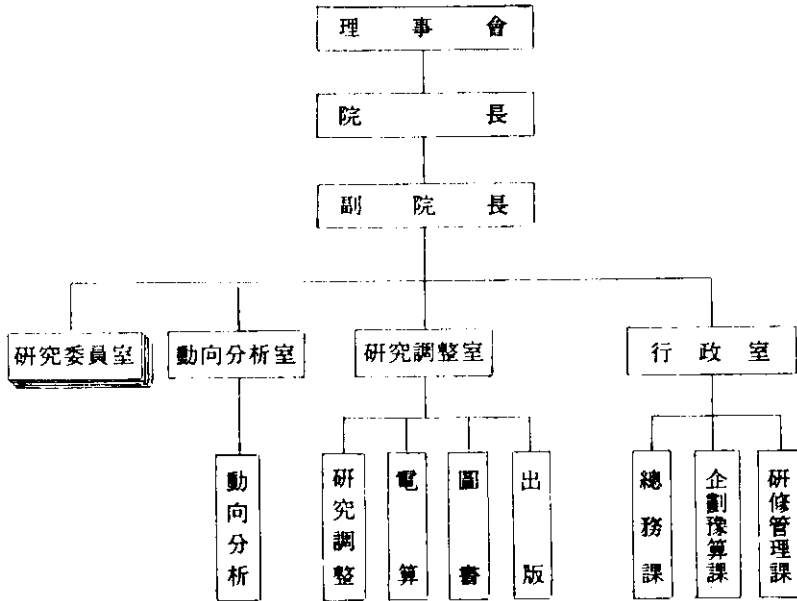 理事會
院長
副院長
研究委員室
動向分析室
研究調整室
行政室
動向分析
研究調整
電算
圖書
出版
總務課
企劃豫算課
研修管理課